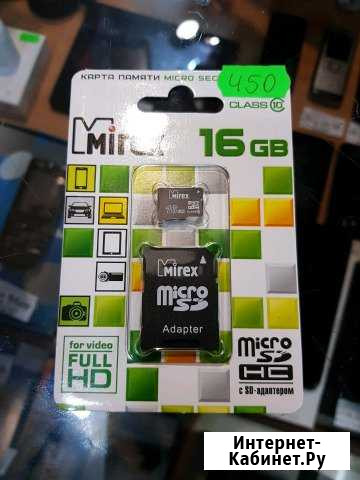 КАРТА ПАМЯТИ MICRO SEC
450
CLASS 10
Mirex 16 GB
Mirex
Mirex
micro
SD
Adapter
for video
FULL
HD
micro
SD
HC
с SD-адаптером
Интернет-
Кабинет.Ру